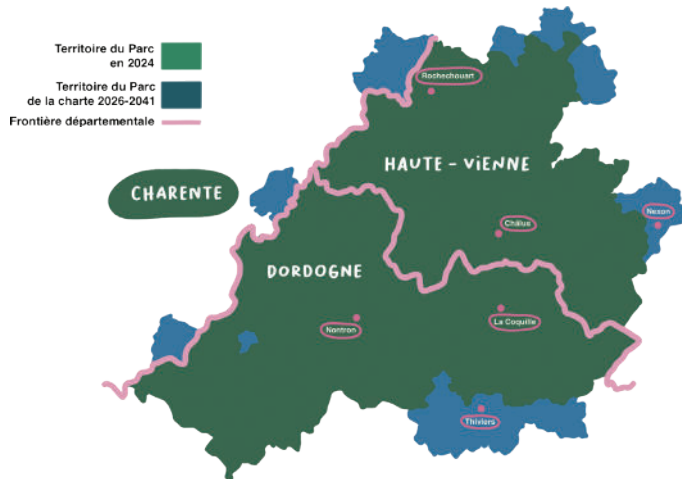 Territoire du Parc
en 2024
Territoire du Parc
de la charte 2026-2041
Frontière départementale
Rochechouart
HAUTE - ViENNE
CHARENTE
Nexon
Châlus
DORDOGNE
La Coquille
Nontron
Thiviers